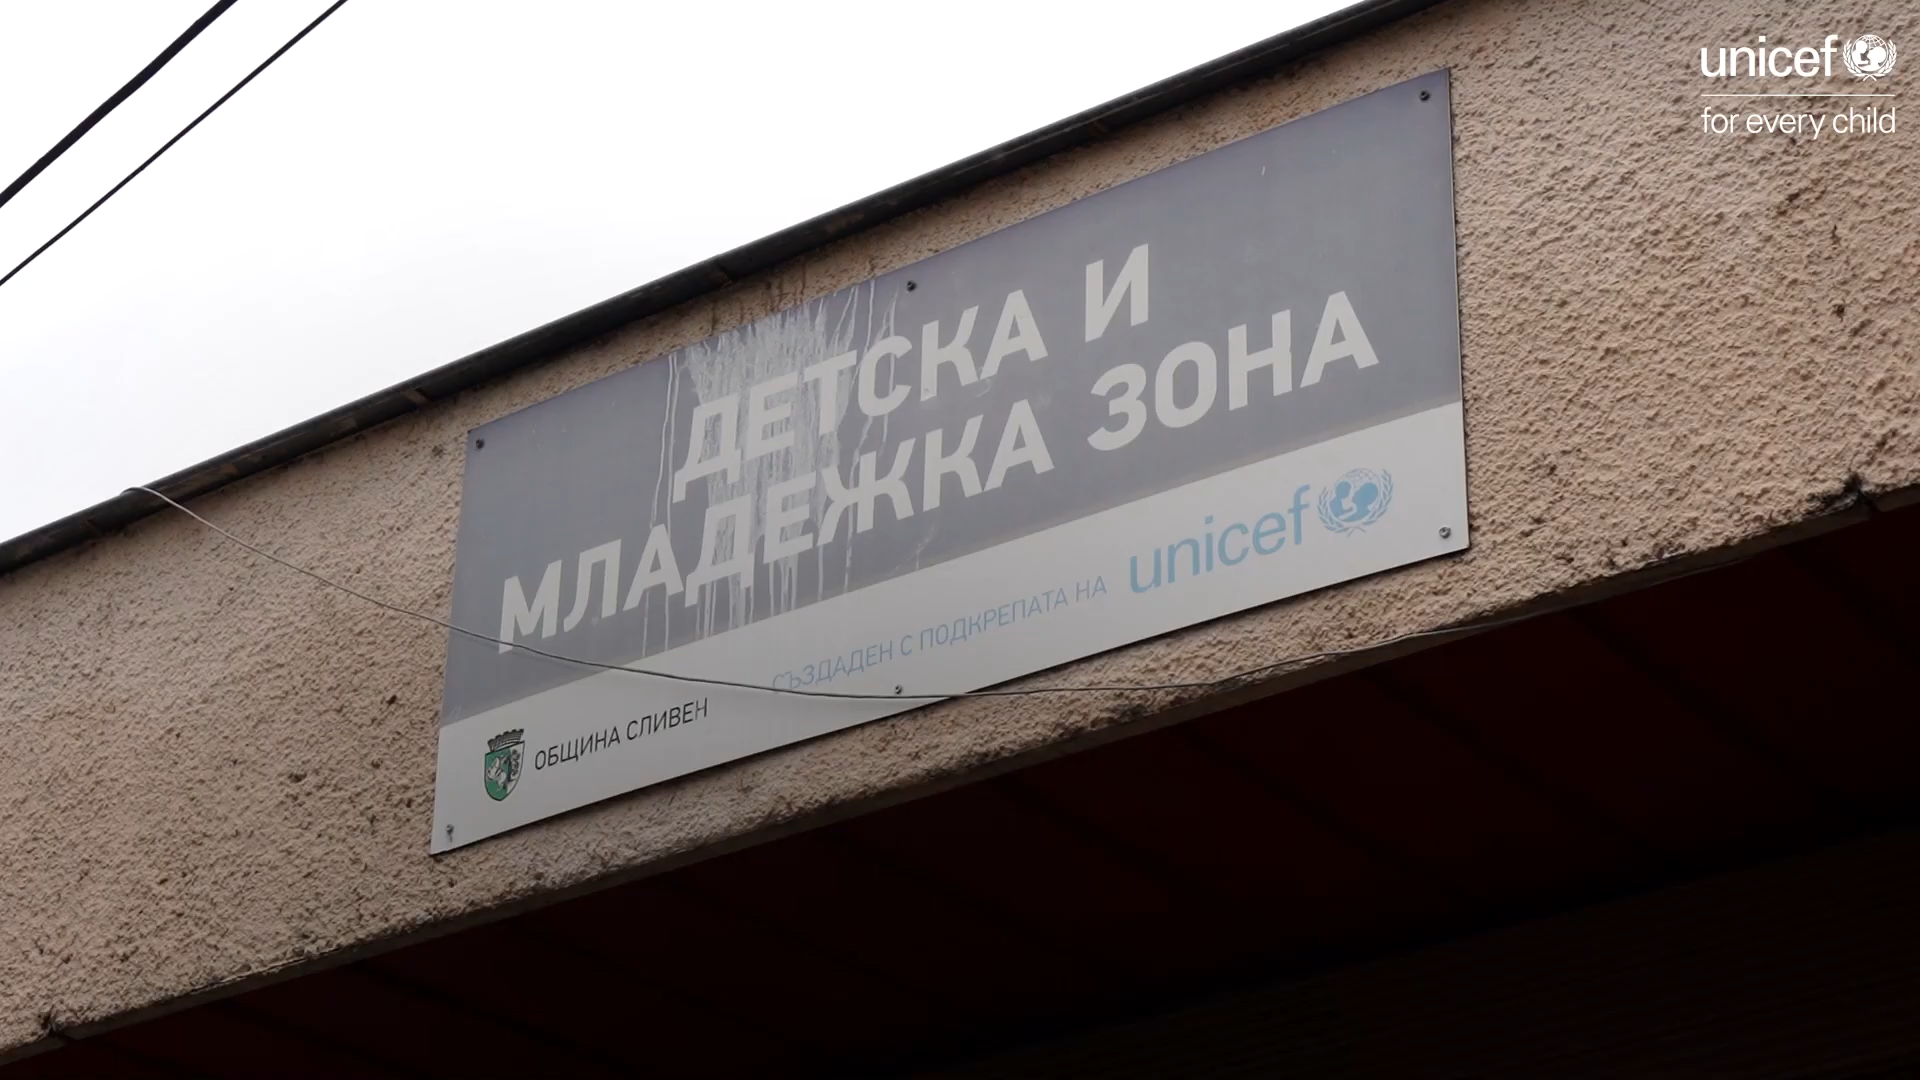 unicef
for every child
ДЕТСКА И
МЛАДЕЖКА ЗОНА
СЪЗДАДЕН С ПОДКРЕПАТА НА unicef
ОБЩИНА СЛИВЕН